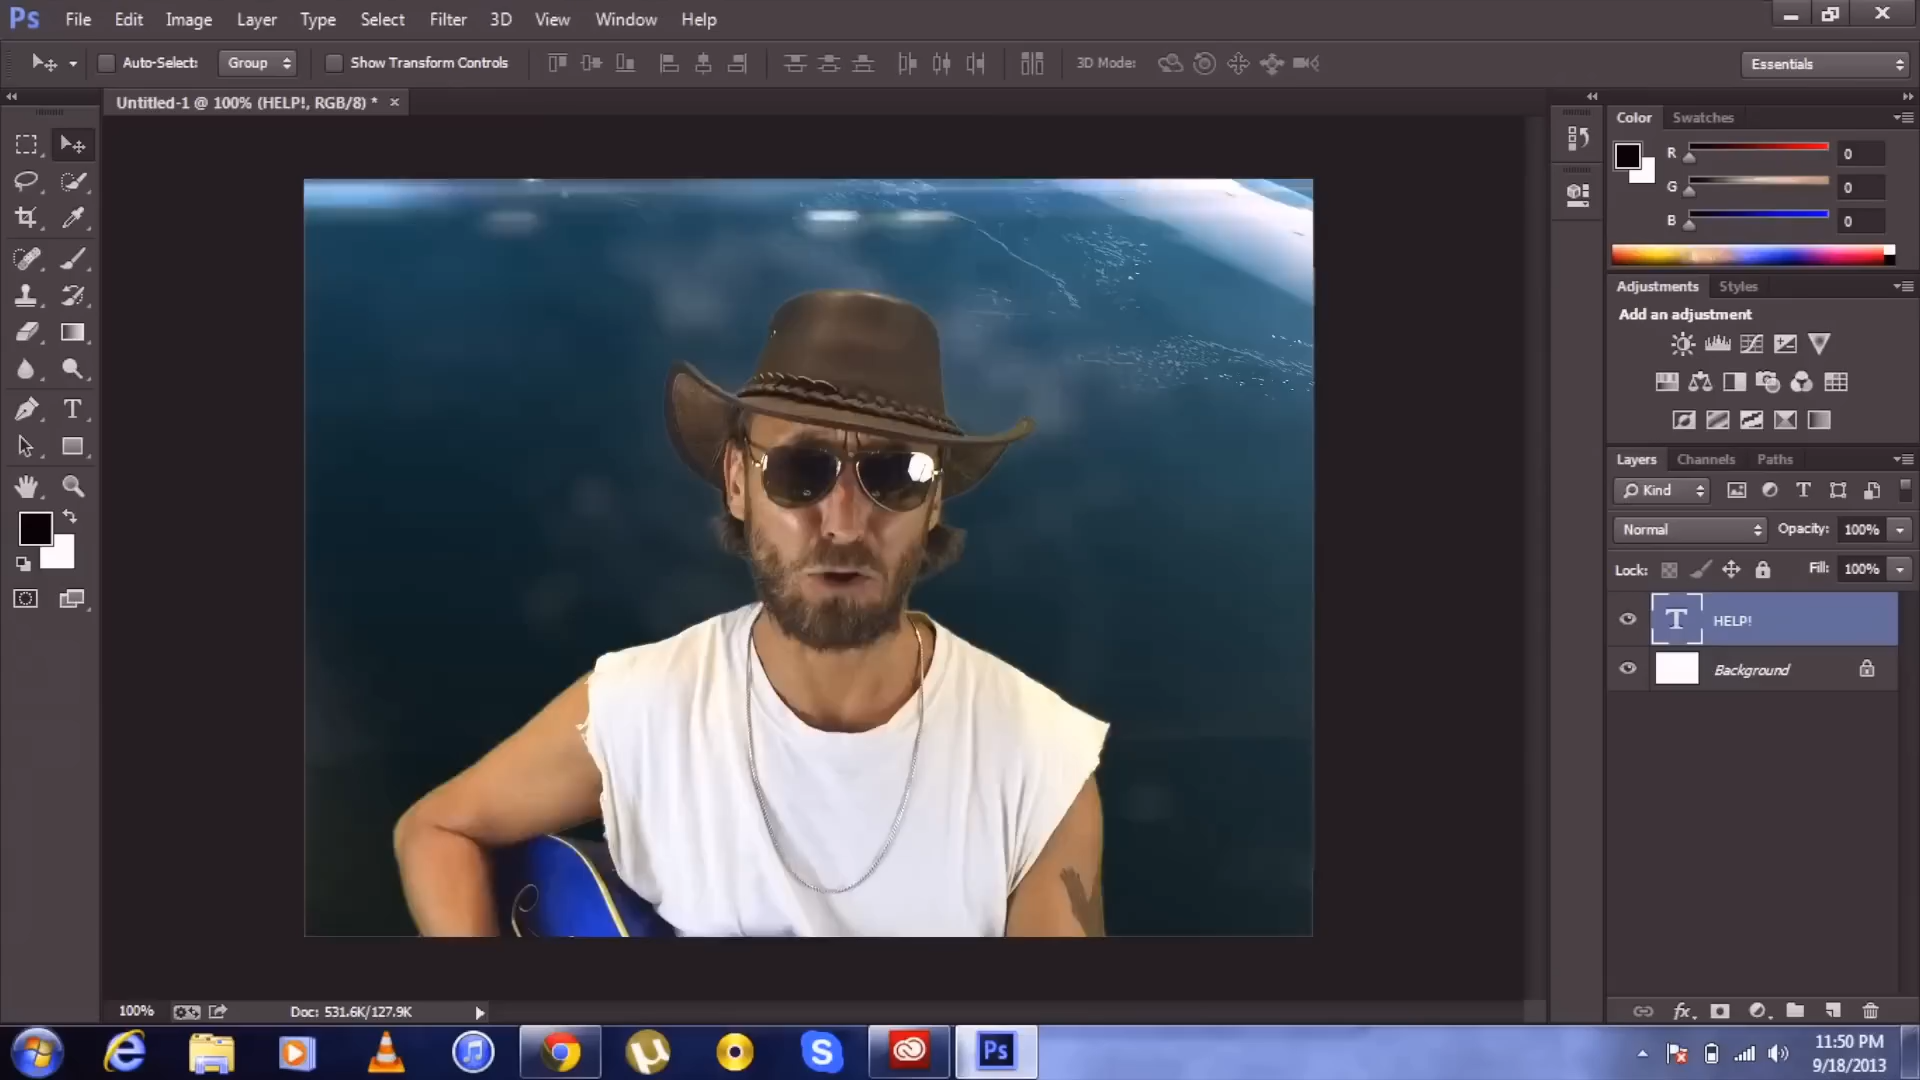 Ps File Edit Image Layer Type Select Filter 3D View Window Help
Auto-Select: Group Show Transform Controls 3D Mode: Essentials
Untitled-1 @ 100% (HELP!, RGB/8) * ×
Color Swatches
R 0
G 0
B 0
Adjustments Styles
Add an adjustment
Layers Channels Paths
Kind
Normal Opacity: 100%
Lock: Fill: 100%
T HELP!
Background
100% Doc: 531.6K/127.9K
fx
Ps
11:50 PM
9/18/2013